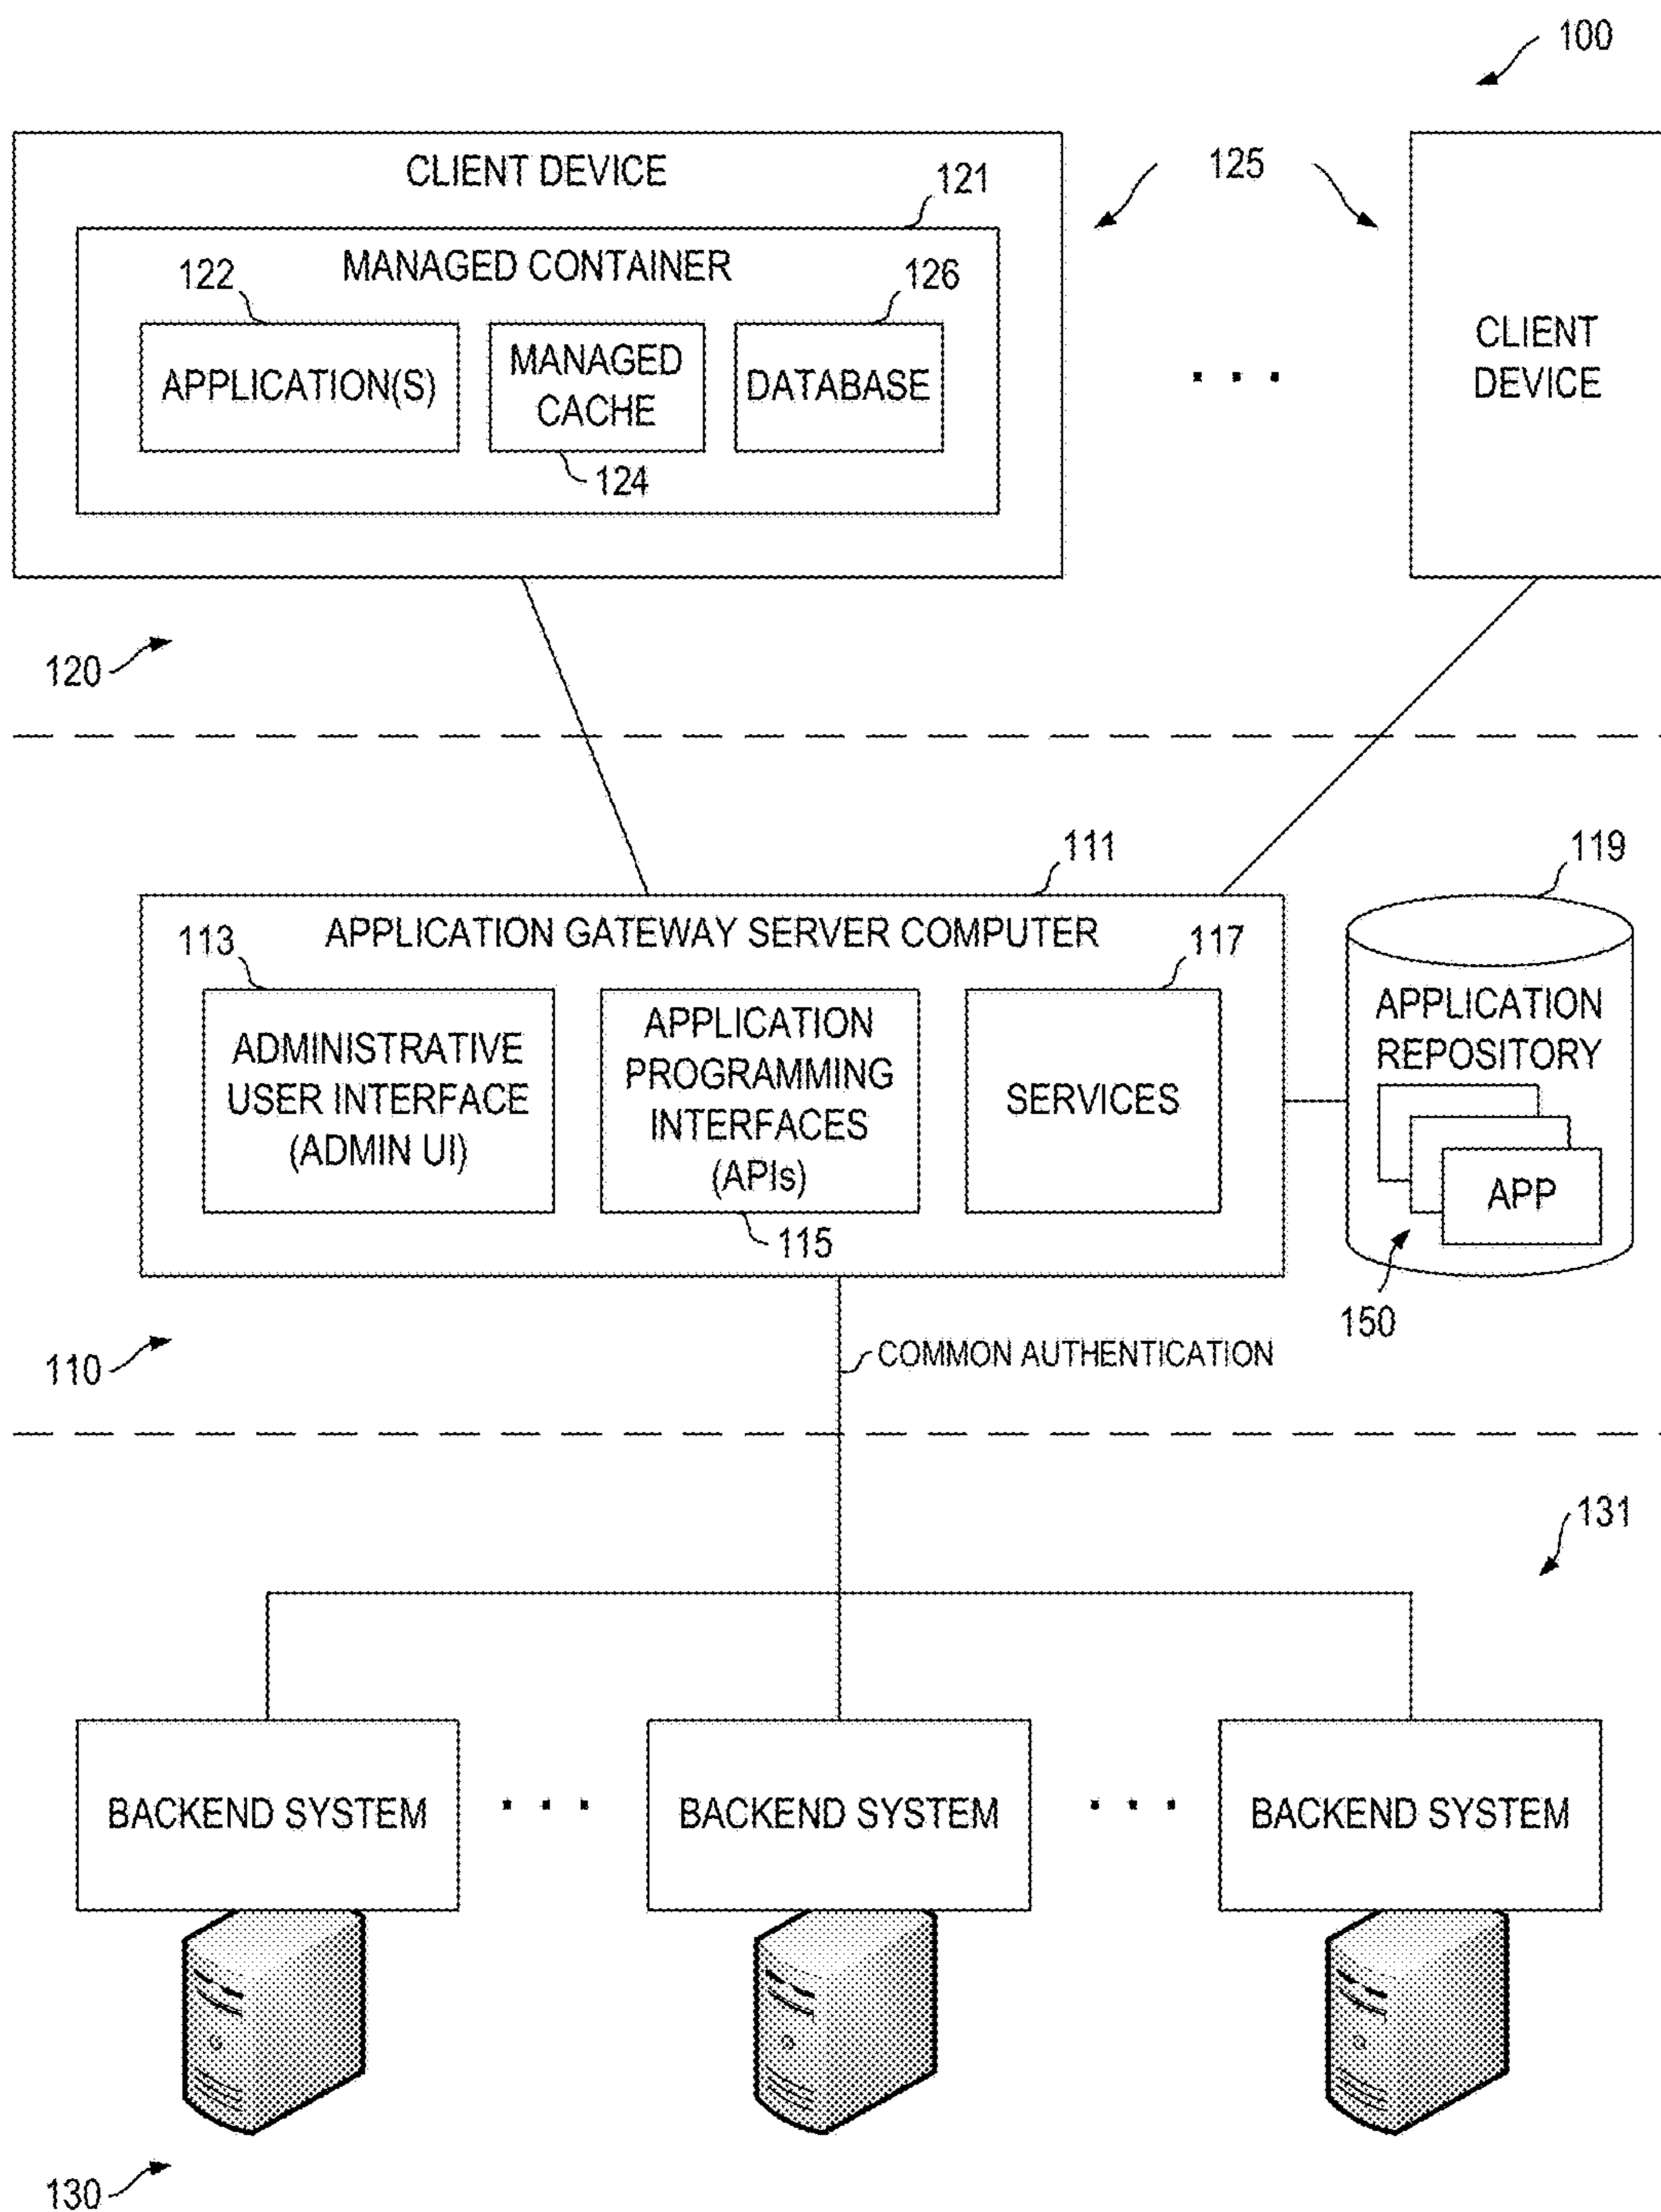 100
CLIENT DEVICE
121
125
MANAGED CONTAINER
122
126
APPLICATION(S)
MANAGED
CACHE
DATABASE
124
CLIENT
DEVICE
120
111
119
APPLICATION GATEWAY SERVER COMPUTER
113
117
ADMINISTRATIVE
USER INTERFACE
(ADMIN UI)
APPLICATION
PROGRAMMING
INTERFACES
(APIs)
115
SERVICES
APPLICATION
REPOSITORY
APP
150
110
COMMON AUTHENTICATION
131
BACKEND SYSTEM
BACKEND SYSTEM
BACKEND SYSTEM
130